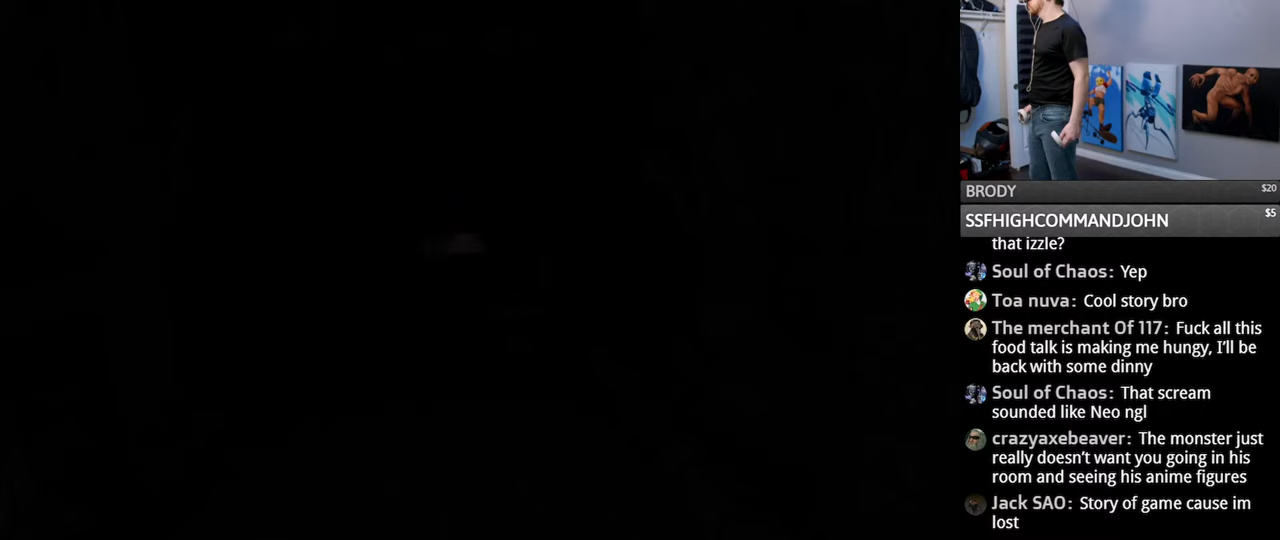 BRODY $20
SSFHIGHCOMMANDJOHN $5
that izzle?
Soul of Chaos: Yep
Toa nuva: Cool story bro
The merchant Of 117: Fuck all this
food talk is making me hungy, I'll be
back with some dinny
Soul of Chaos: That scream
sounded like Neo ngl
crazyaxebeaver: The monster just
really doesn't want you going in his
room and seeing his anime figures
Jack SAO: Story of game cause im
lost